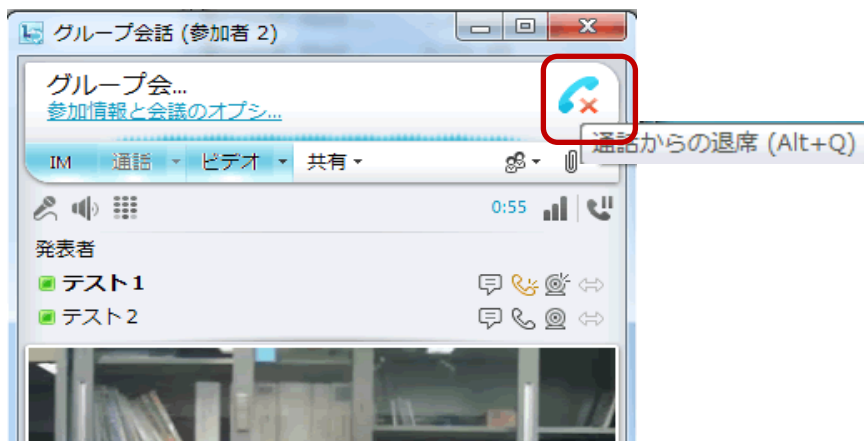 グループ会話 (参加者 2)
グループ会...
参加情報と会議のオプシ...
通話からの退席 (Alt+Q)
IM 通話 ビデオ 共有
0:55
発表者
テスト1
テスト2